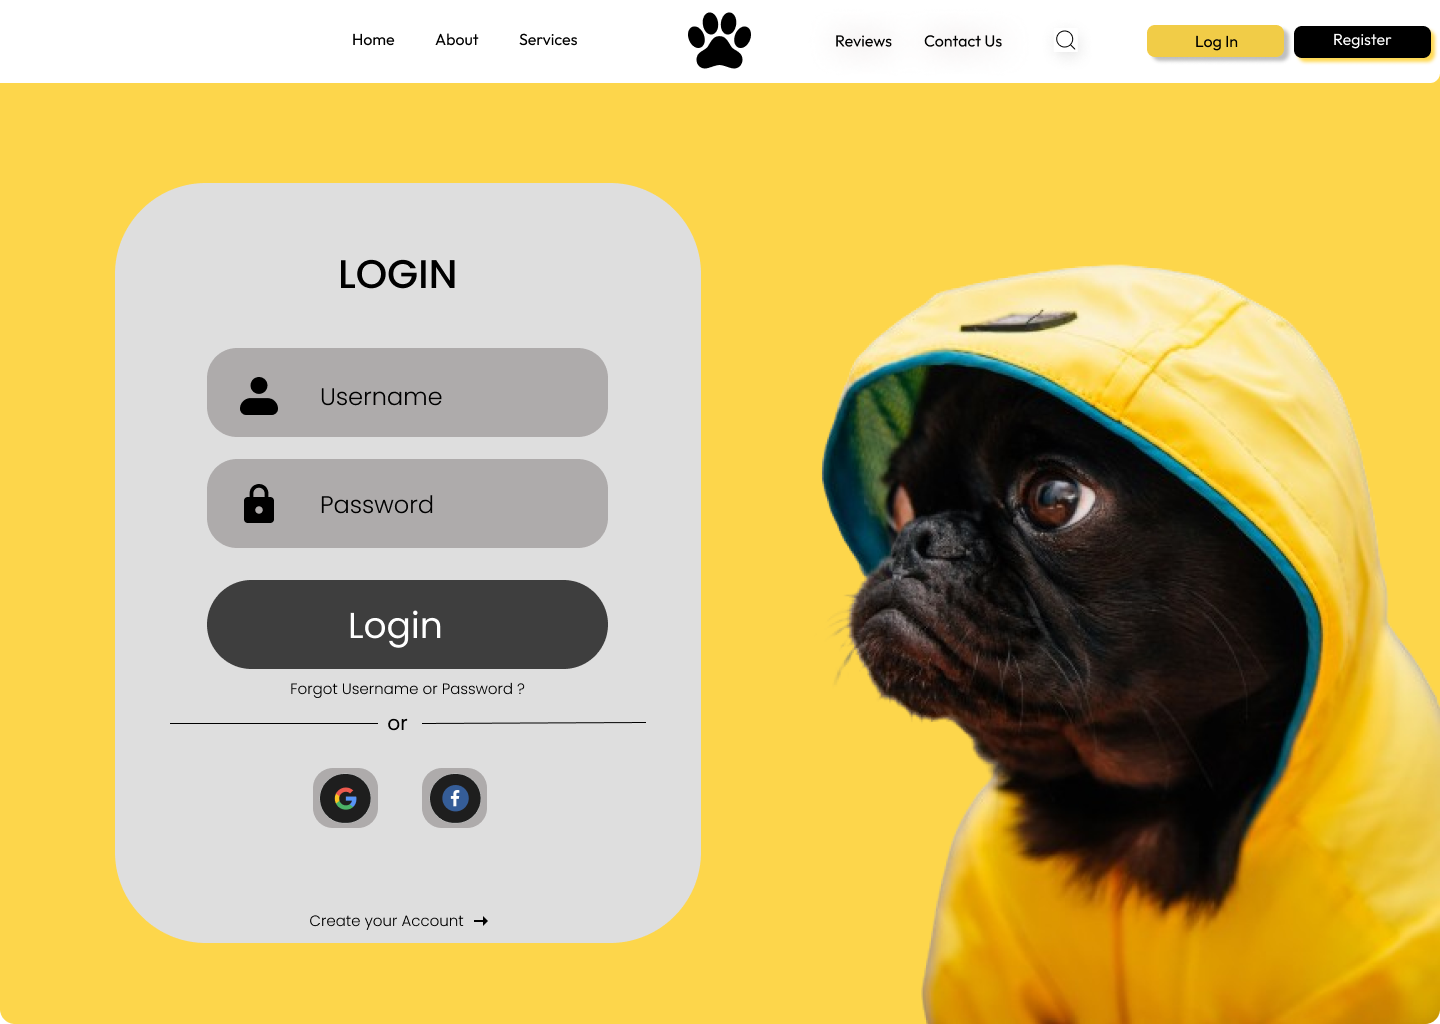 Home About Services Reviews Contact Us Log In Register
LOGIN
Username
Password
Login
Forgot Username or Password ?
or
Create your Account